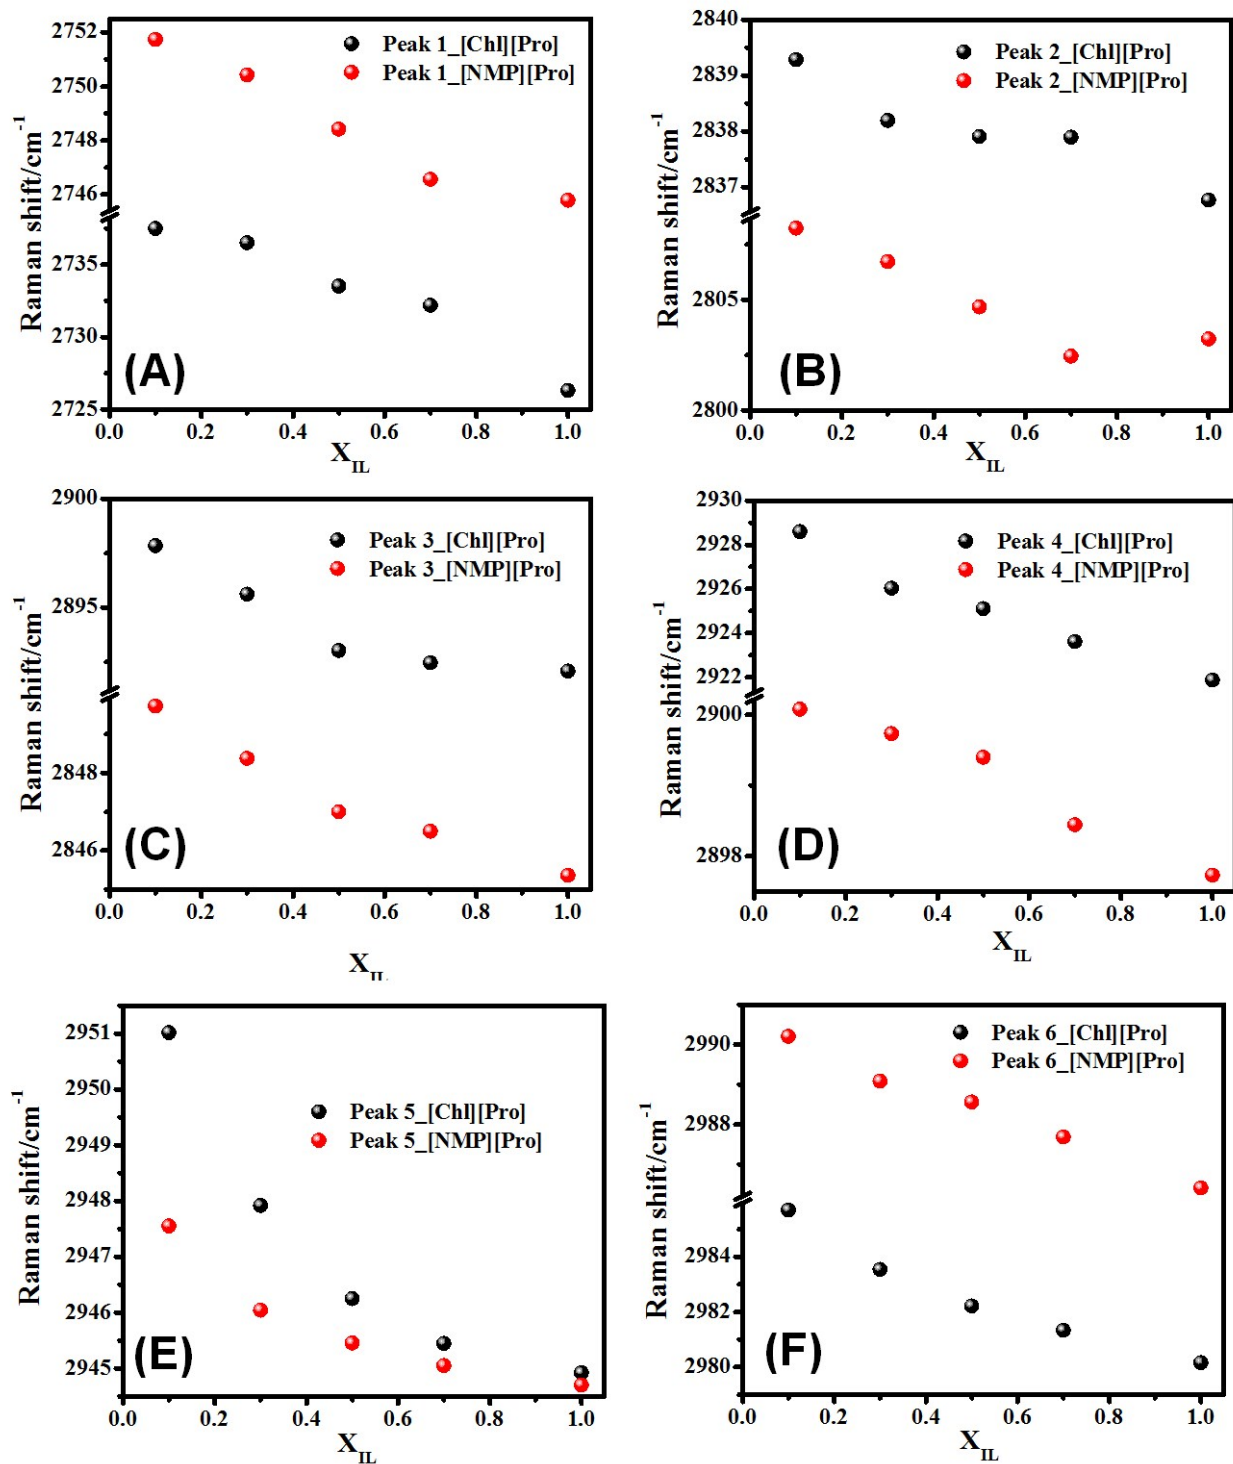 Peak 1_[Chl][Pro]
Peak 1_[NMP][Pro]
Raman shift/cm-1
2752
2750
2748
2746
2735
2730
2725
(A)
0.0 0.2 0.4 0.6 0.8 1.0
XIL
Peak 2_[Chl][Pro]
Peak 2_[NMP][Pro]
Raman shift/cm-1
2840
2839
2838
2837
2805
2800
(B)
0.0 0.2 0.4 0.6 0.8 1.0
XIL
Peak 3_[Chl][Pro]
Peak 3_[NMP][Pro]
Raman shift/cm-1
2900
2895
2848
2846
(C)
0.0 0.2 0.4 0.6 0.8 1.0
XIL
Peak 4_[Chl][Pro]
Peak 4_[NMP][Pro]
Raman shift/cm-1
2930
2928
2926
2924
2922
2900
2898
(D)
0.0 0.2 0.4 0.6 0.8 1.0
XIL
Peak 5_[Chl][Pro]
Peak 5_[NMP][Pro]
Raman shift/cm-1
2951
2950
2949
2948
2947
2946
2945
(E)
0.0 0.2 0.4 0.6 0.8 1.0
XIL
Peak 6_[Chl][Pro]
Peak 6_[NMP][Pro]
Raman shift/cm-1
2990
2988
2984
2982
2980
(F)
0.0 0.2 0.4 0.6 0.8 1.0
XIL